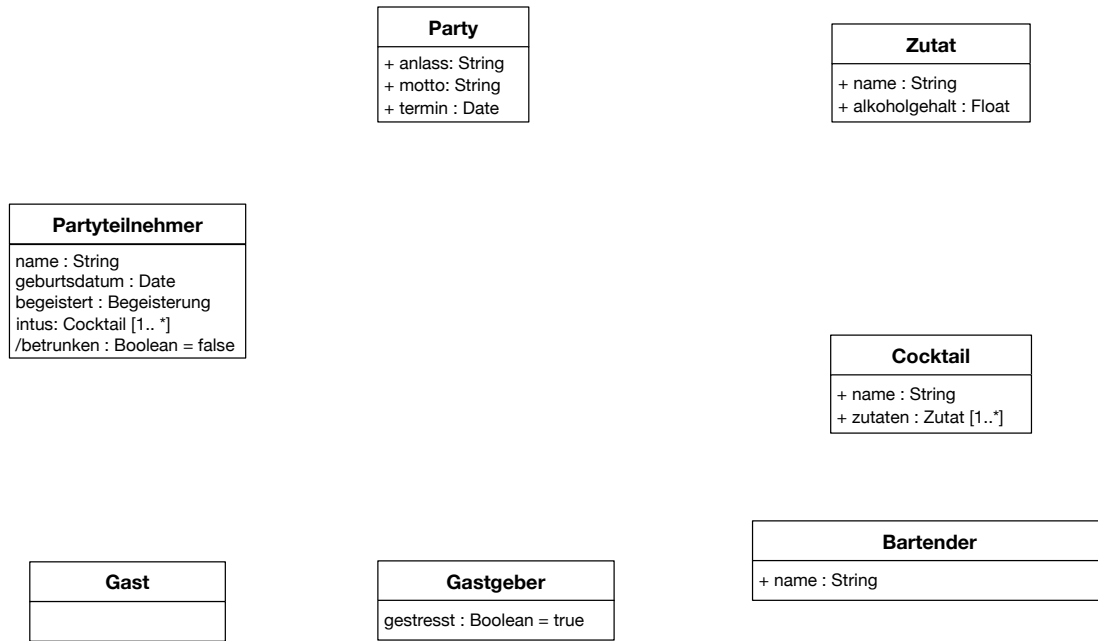 Party
+ anlass: String
+ motto: String
+ termin : Date
Zutat
+ name : String
+ alkoholgehalt : Float
Partyteilnehmer
name : String
geburtsdatum : Date
begeistert : Begeisterung
intus: Cocktail [1.. *]
/betrunken : Boolean = false
Cocktail
+ name : String
+ zutaten : Zutat [1..*]
Gast
Gastgeber
gestresst : Boolean = true
Bartender
+ name : String